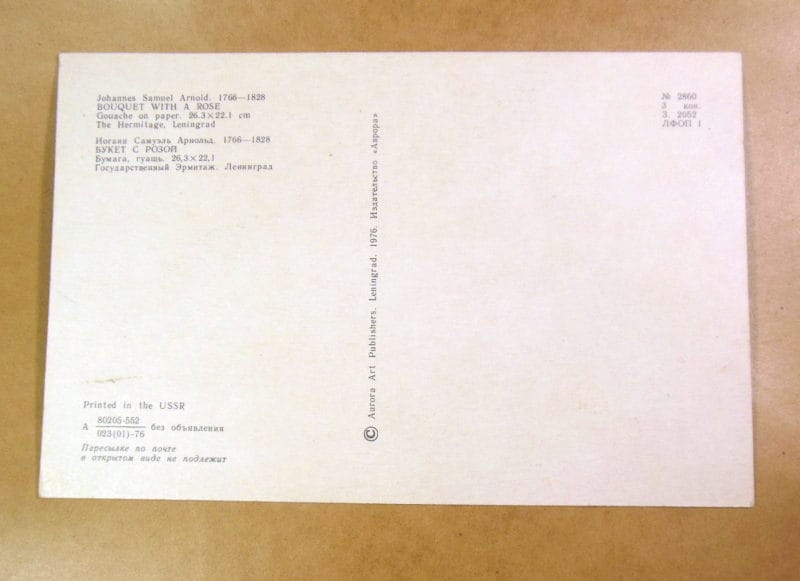 Johannes Samuel Arnold. 1766—1828
BOUQUET WITH A ROSE
Gouache on paper. 26.3×22.1 cm
The Hermitage, Leningrad
Иоганн Самуэль Арнольд. 1766—1828
БУКЕТ С РОЗОЙ
Бумага, гуашь. 26,3×22,1
Государственный Эрмитаж. Ленинград
№ 2860
3 коп.
З. 2052
ЛФОП 1
© Aurora Art Publishers. Leningrad. 1976. Издательство «Аврора»
Printed in the USSR
А 80205-552 без объявления
023(01)-76
Пересылке по почте
в открытом виде не подлежит